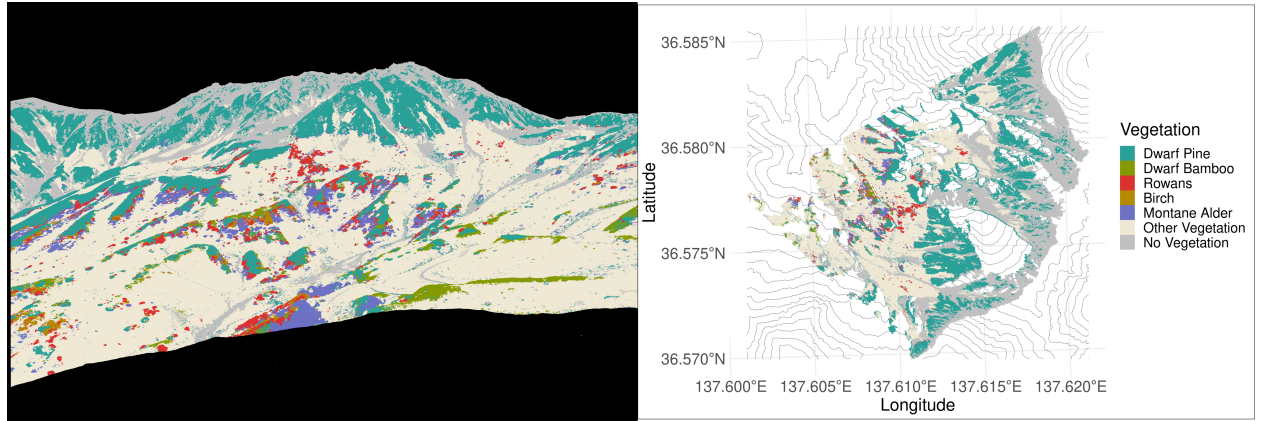 36.585°N
36.580°N
36.575°N
36.570°N
Latitude
137.600°E 137.605°E 137.610°E 137.615°E 137.620°E
Longitude
Vegetation
Dwarf Pine
Dwarf Bamboo
Rowans
Birch
Montane Alder
Other Vegetation
No Vegetation